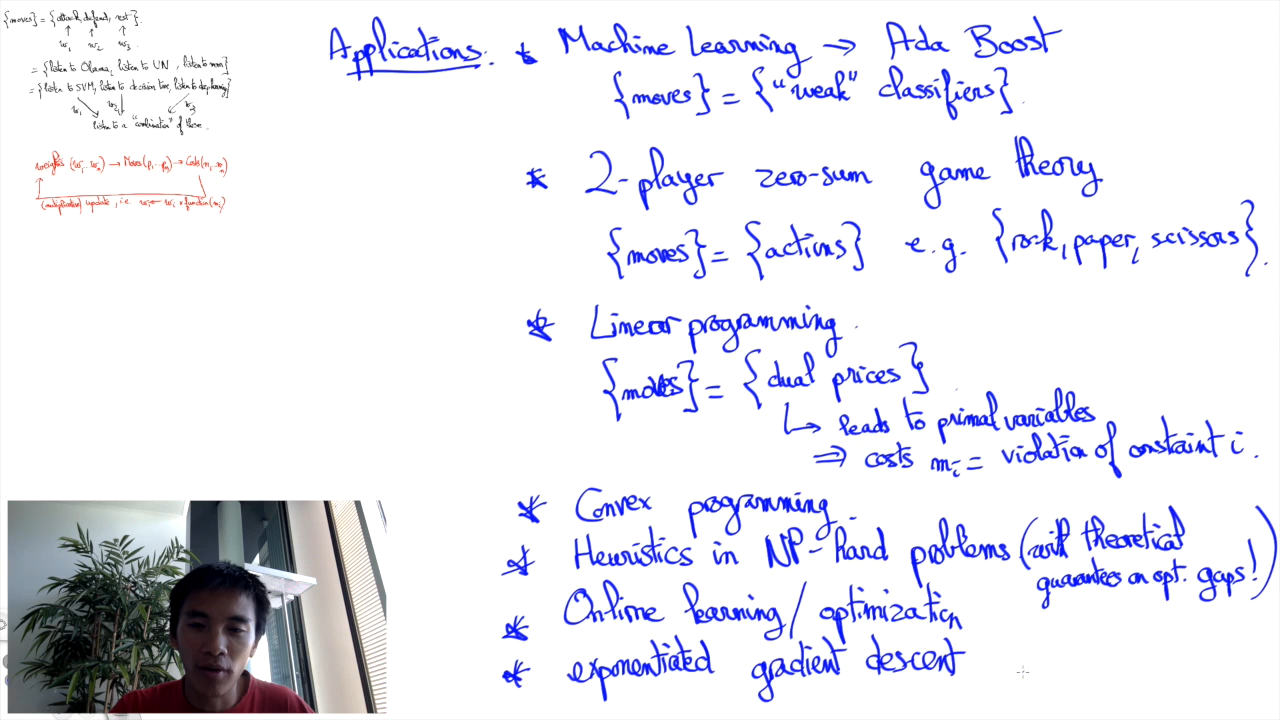 {moves} = {attack, defend, rest}.
w₁ w₂ w₃
= {listen to Obama, listen to UN, listen to mom}
= {listen to SVM, listen to decision tree, listen to deep learning}
w₁ w₂ w₃
listen to a "combination" of those.
weights (w₁...wₙ) → Moves (p₁...pₙ) → Costs (m₁...mₙ)
(multiplicative) update, i.e. wᵢ ← wᵢ × function(mᵢ)
Applications:
* Machine Learning → Ada Boost
{moves} = {"weak" classifiers}.
* 2-player zero-sum game theory
{moves} = {actions} e.g. {rock, paper, scissors}.
* Linear programming.
{moves} = {dual prices}
↳ leads to primal variables
⇒ costs mᵢ = violation of constraint i.
* Convex programming
* Heuristics in NP-hard problems (with theoretical
guarantees on opt. gaps!)
* Online learning / optimization
* exponentiated gradient descent